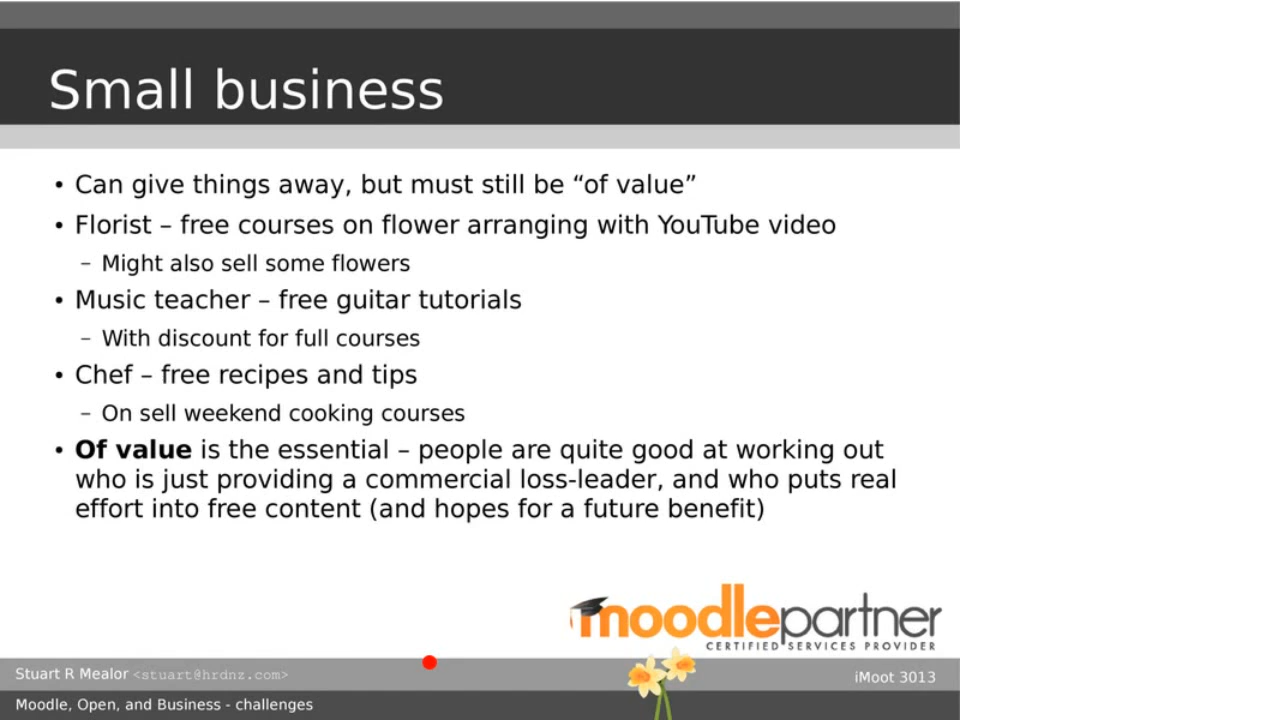 Small business
• Can give things away, but must still be “of value”
• Florist – free courses on flower arranging with YouTube video
– Might also sell some flowers
• Music teacher – free guitar tutorials
– With discount for full courses
• Chef – free recipes and tips
– On sell weekend cooking courses
• Of value is the essential – people are quite good at working out
who is just providing a commercial loss-leader, and who puts real
effort into free content (and hopes for a future benefit)
moodlepartner
CERTIFIED SERVICES PROVIDER
Stuart R Mealor <stuart@hrdnz.com>
iMoot 3013
Moodle, Open, and Business - challenges